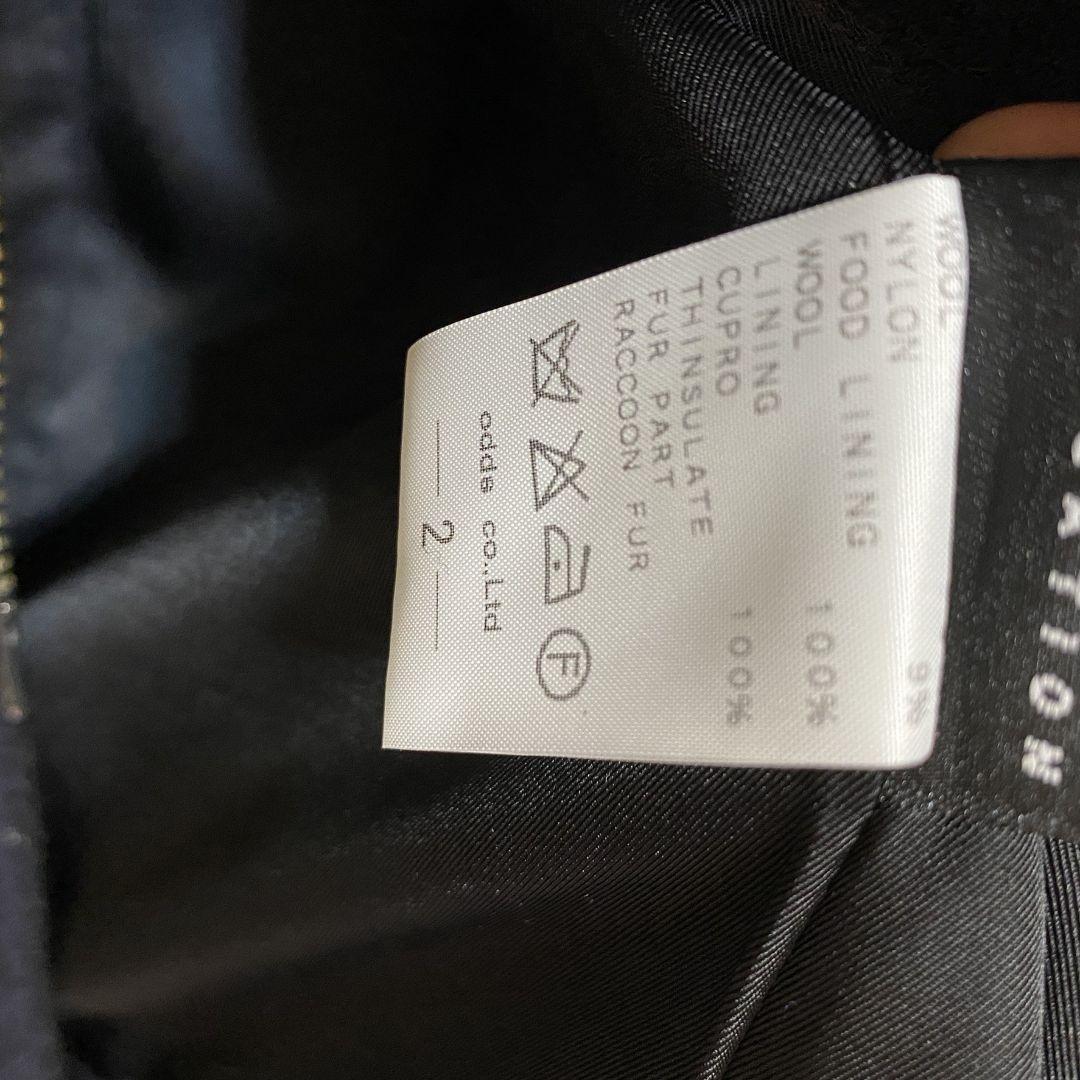 WOOL
NYLON 9%
FOOD LINING
WOOL 100%
LINING
CUPRO 100%
THINSULATE
FUR PART
RACCOON FUR
F
odds co.,Ltd
2
ATION